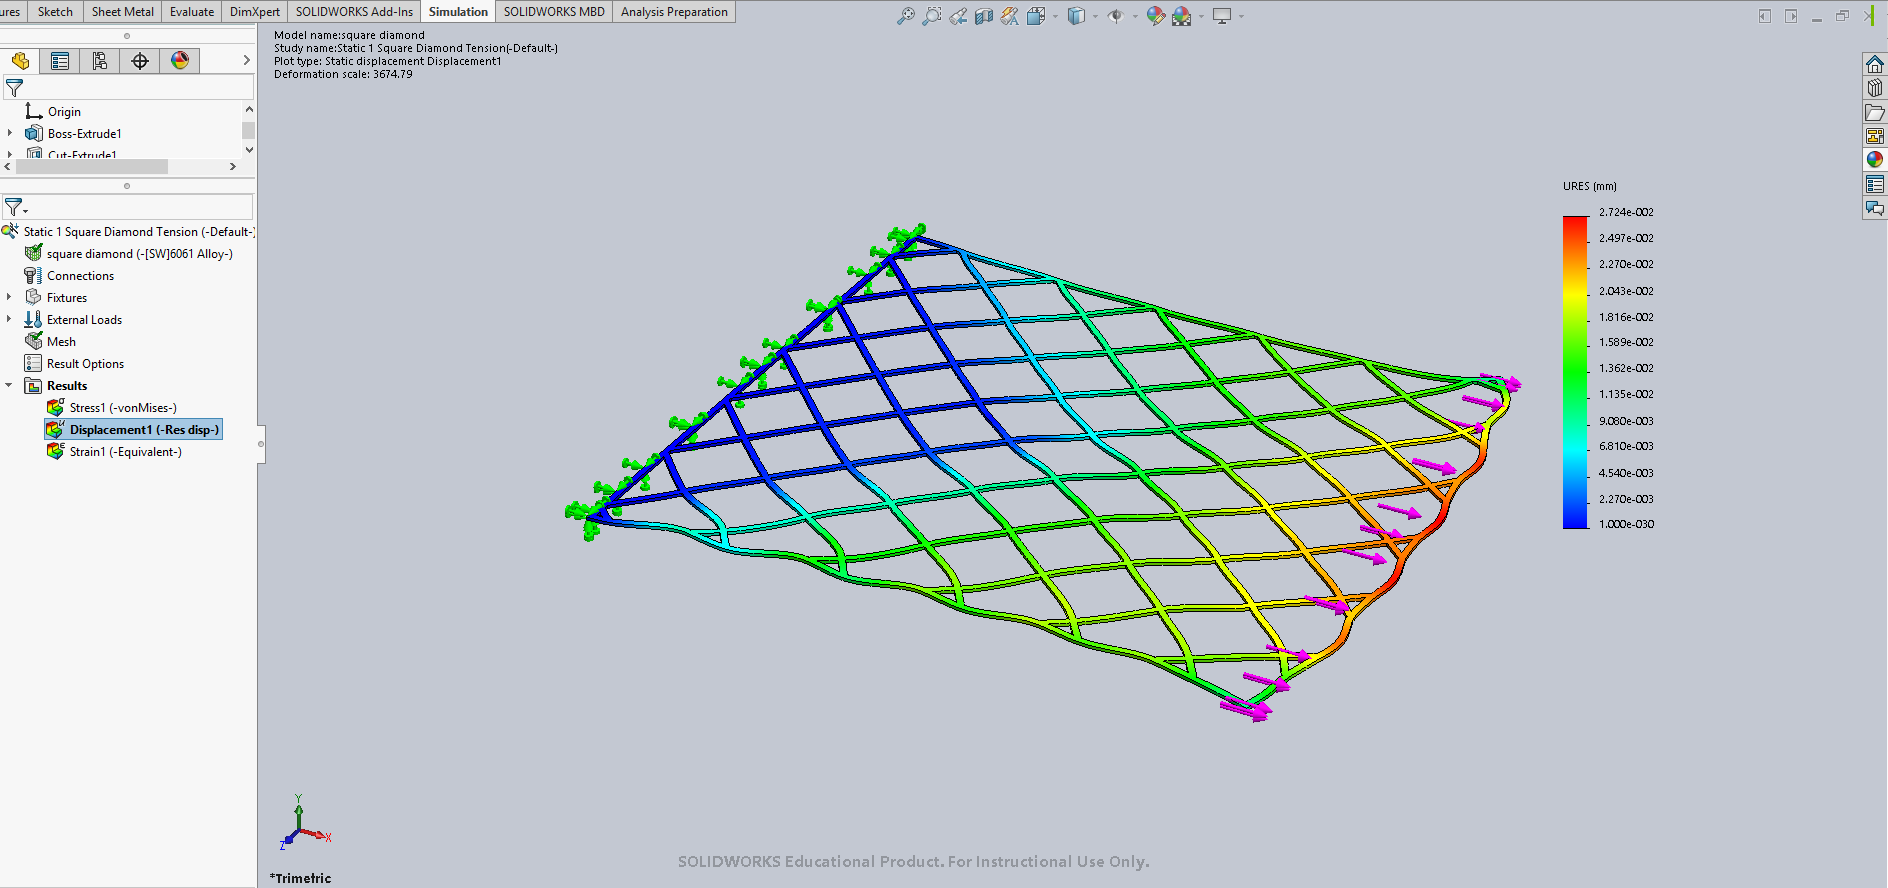 ures Sketch Sheet Metal Evaluate DimXpert SOLIDWORKS Add-Ins Simulation SOLIDWORKS MBD Analysis Preparation
Model name:square diamond
Study name:Static 1 Square Diamond Tension(-Default-)
Plot type: Static displacement Displacement1
Deformation scale: 3674.79
Origin
Boss-Extrude1
Cut-Extrude1
Static 1 Square Diamond Tension (-Default-)
square diamond (-[SW]6061 Alloy-)
Connections
Fixtures
External Loads
Mesh
Result Options
Results
Stress1 (-vonMises-)
Displacement1 (-Res disp-)
Strain1 (-Equivalent-)
URES (mm)
2.724e-002
2.497e-002
2.270e-002
2.043e-002
1.816e-002
1.589e-002
1.362e-002
1.135e-002
9.080e-003
6.810e-003
4.540e-003
2.270e-003
1.000e-030
Y
X
Z
SOLIDWORKS Educational Product. For Instructional Use Only.
*Trimetric